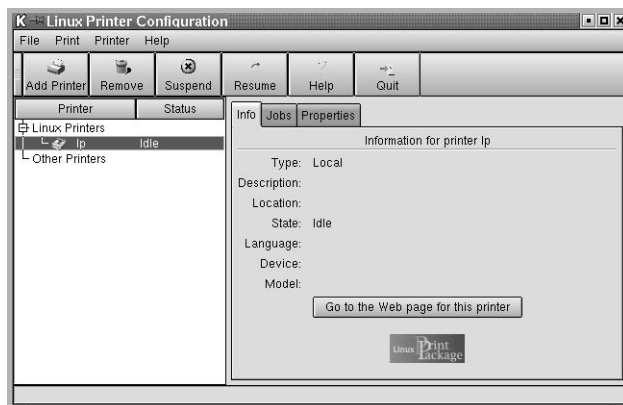 K Linux Printer Configuration
File Print Printer Help
Add Printer Remove Suspend Resume Help Quit
Printer Status
Linux Printers
lp Idle
Other Printers
Info Jobs Properties
Information for printer lp
Type: Local
Description:
Location:
State: Idle
Language:
Device:
Model:
Go to the Web page for this printer
Linux Print Package